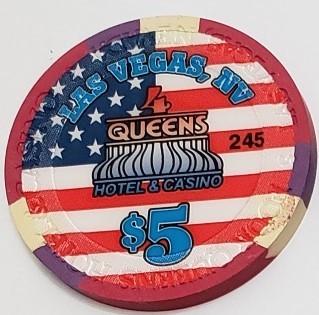 LAS VEGAS, NV
4
QUEENS
245
HOTEL & CASINO
$5